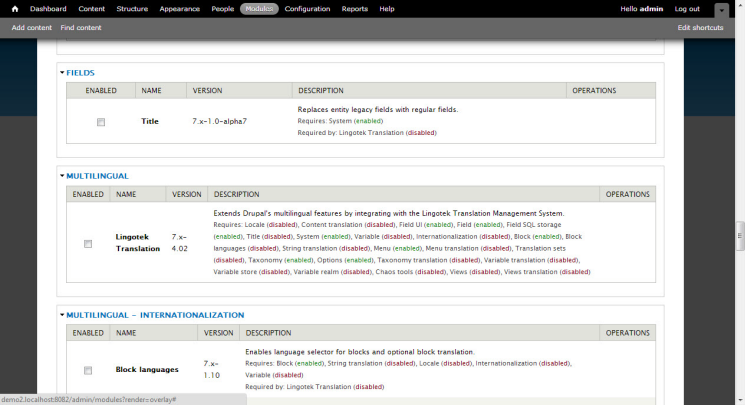 Dashboard Content Structure Appearance People Modules Configuration Reports Help Hello admin Log out
Add content Find content Edit shortcuts
FIELDS
ENABLED NAME VERSION DESCRIPTION OPERATIONS
Replaces entity legacy fields with regular fields.
Title 7.x-1.0-alpha7 Requires: System (enabled)
Required by: Lingotek Translation (disabled)
MULTILINGUAL
ENABLED NAME VERSION DESCRIPTION OPERATIONS
Extends Drupal's multilingual features by integrating with the Lingotek Translation Management System.
Requires: Locale (disabled), Content translation (disabled), Field UI (enabled), Field (enabled), Field SQL storage
Lingotek 7.x- (enabled), Title (disabled), System (enabled), Variable (disabled), Internationalization (disabled), Block (enabled), Block
Translation 4.02 languages (disabled), String translation (disabled), Menu (enabled), Menu translation (disabled), Translation sets
(disabled), Taxonomy (enabled), Options (enabled), Taxonomy translation (disabled), Variable translation (disabled),
Variable store (disabled), Variable realm (disabled), Chaos tools (disabled), Views (disabled), Views translation (disabled)
MULTILINGUAL - INTERNATIONALIZATION
ENABLED NAME VERSION DESCRIPTION OPERATIONS
Enables language selector for blocks and optional block translation.
Block languages 7.x- Requires: Block (enabled), String translation (disabled), Locale (disabled), Internationalization (disabled),
1.10 Variable (disabled)
Required by: Lingotek Translation (disabled)
demo2.localhost:8082/admin/modules?render=overlay#